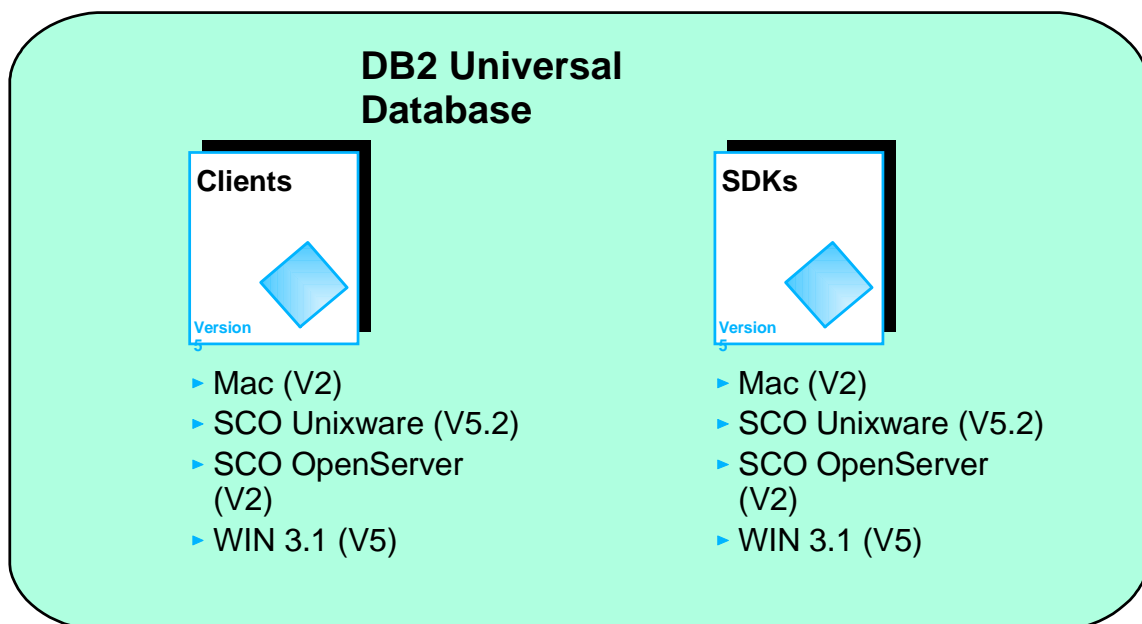 DB2 Universal
Database
Clients
Version
5
Mac (V2)
SCO Unixware (V5.2)
SCO OpenServer
(V2)
WIN 3.1 (V5)
SDKs
Version
5
Mac (V2)
SCO Unixware (V5.2)
SCO OpenServer
(V2)
WIN 3.1 (V5)